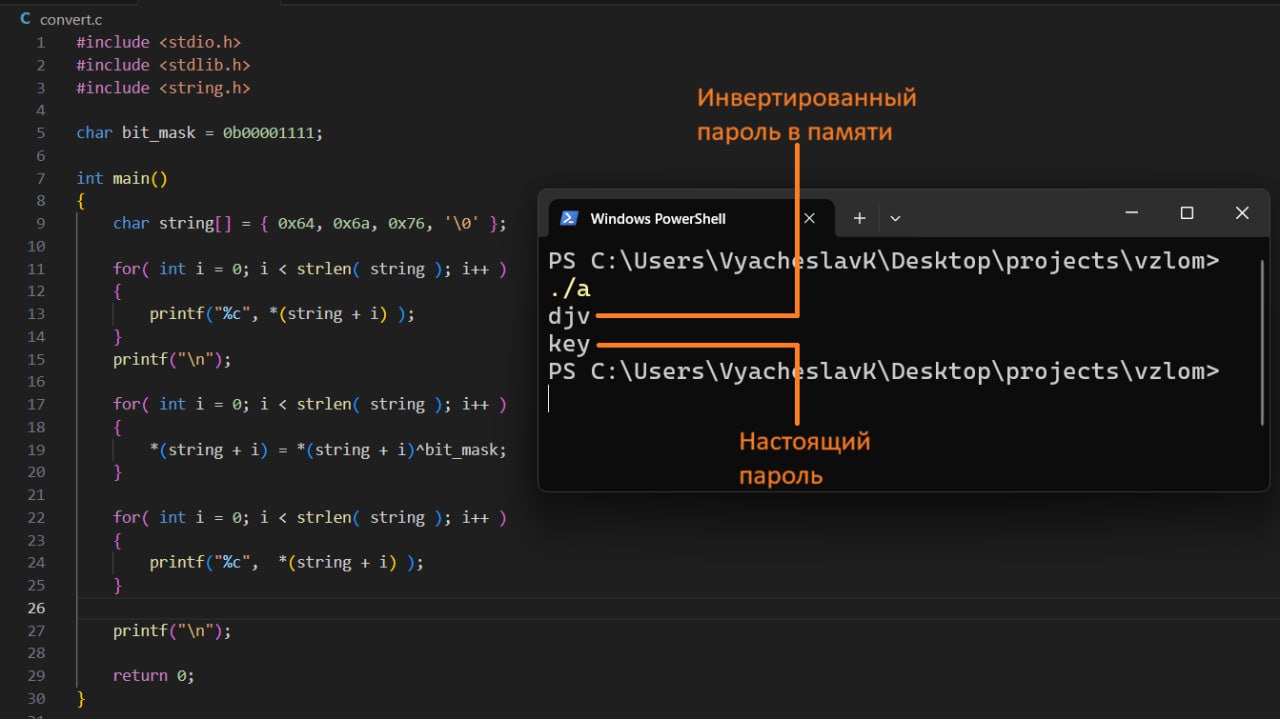 convert.c
1 #include <stdio.h>
2 #include <stdlib.h>
3 #include <string.h>
4
5 char bit_mask = 0b00001111;
6
7 int main()
8 {
9 char string[] = { 0x64, 0x6a, 0x76, '\0' };
10
11 for( int i = 0; i < strlen( string ); i++ )
12 {
13 printf("%c", *(string + i) );
14 }
15 printf("\n");
16
17 for( int i = 0; i < strlen( string ); i++ )
18 {
19 *(string + i) = *(string + i)^bit_mask;
20 }
21
22 for( int i = 0; i < strlen( string ); i++ )
23 {
24 printf("%c",  *(string + i) );
25 }
26
27 printf("\n");
28
29 return 0;
30 }
Инвертированный
пароль в памяти
Windows PowerShell
PS C:\Users\VyacheslavK\Desktop\projects\vzlom>
./a
djv
key
PS C:\Users\VyacheslavK\Desktop\projects\vzlom>
Настоящий
пароль